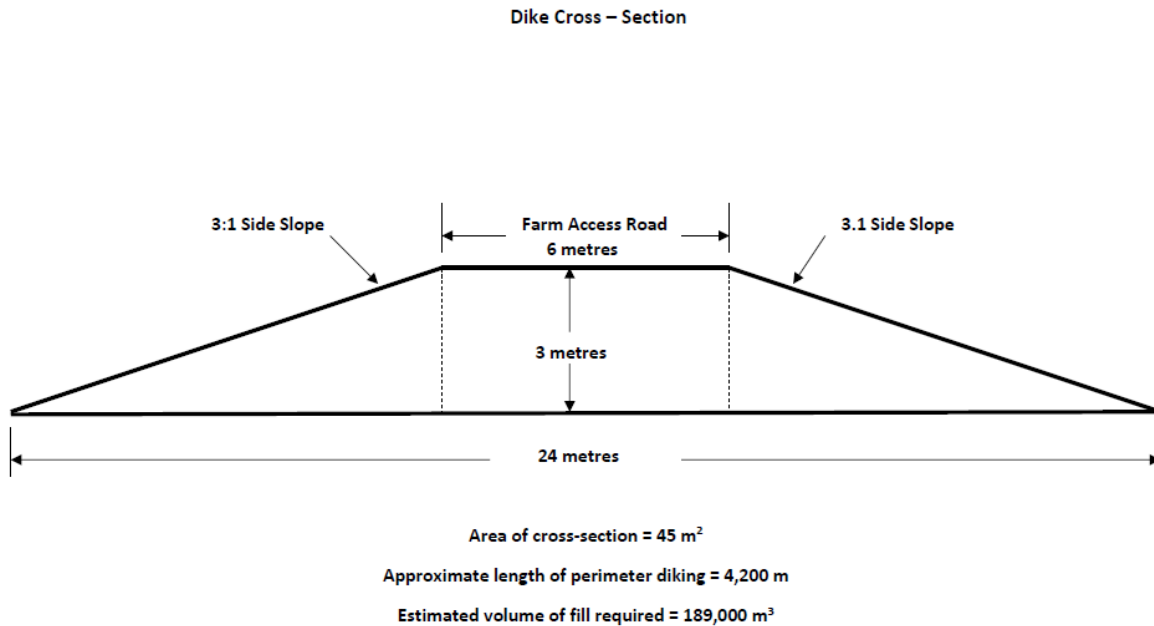 Dike Cross – Section
3:1 Side Slope
Farm Access Road
6 metres
3.1 Side Slope
3 metres
24 metres
Area of cross-section = 45 m²
Approximate length of perimeter diking = 4,200 m
Estimated volume of fill required = 189,000 m³